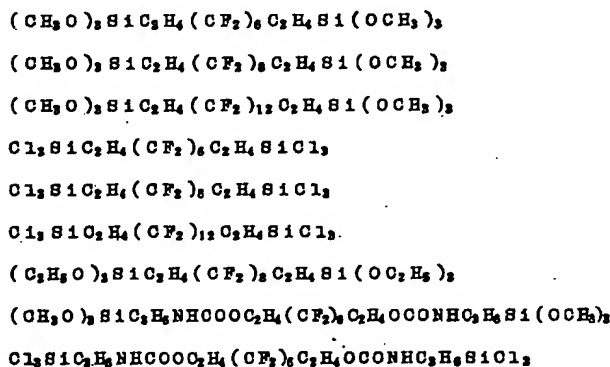 (CH₃O)₃SiC₂H₄(CF₂)₆C₂H₄Si(OCH₃)₃
(CH₃O)₃SiC₂H₄(CF₂)₈C₂H₄Si(OCH₃)₃
(CH₃O)₃SiC₂H₄(CF₂)₁₂C₂H₄Si(OCH₃)₃
Cl₃SiC₂H₄(CF₂)₆C₂H₄SiCl₃
Cl₃SiC₂H₄(CF₂)₈C₂H₄SiCl₃
Cl₃SiC₂H₄(CF₂)₁₂C₂H₄SiCl₃.
(C₂H₅O)₃SiC₂H₄(CF₂)₈C₂H₄Si(OC₂H₅)₃
(CH₃O)₃SiC₃H₆NHCOOC₂H₄(CF₂)₆C₂H₄OCONHC₃H₆Si(OCH₃)₃
Cl₃SiC₃H₆NHCOOC₂H₄(CF₂)₆C₂H₄OCONHC₃H₆SiCl₃